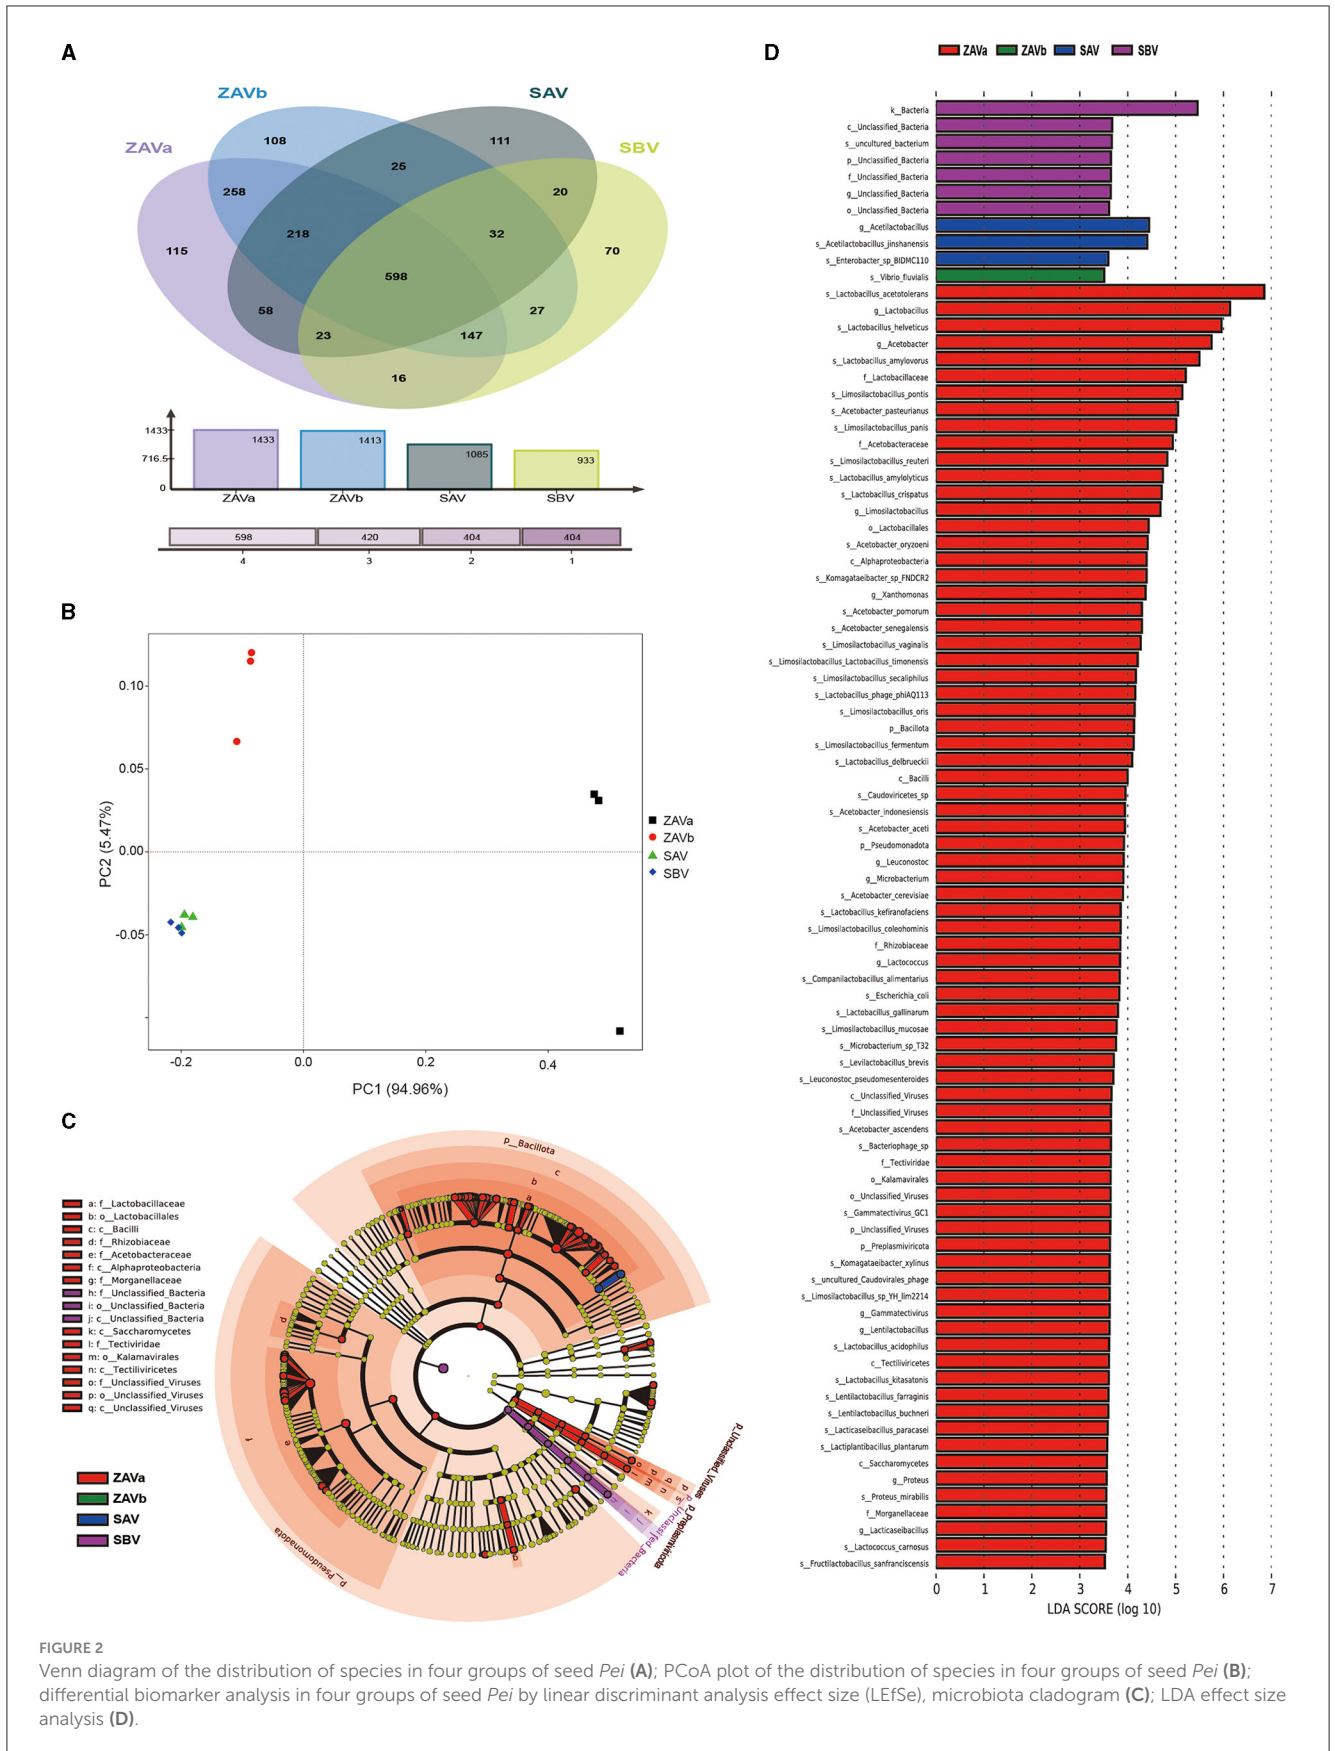 A
ZAVb
SAV
ZAVa
SBV
108
111
25
258
20
218
32
115
70
598
58
27
23
147
16
1433
716.5
0
1433
1413
1085
933
ZAVa
ZAVb
SAV
SBV
598
420
404
404
4
3
2
1
B
0.10
0.05
0.00
-0.05
PC2 (5.47%)
-0.2
0.0
0.2
0.4
PC1 (94.96%)
ZAVa
ZAVb
SAV
SBV
C
a: f__Lactobacillaceae
b: o__Lactobacillales
c: c__Bacilli
d: f__Rhizobiaceae
e: f__Acetobacteraceae
f: c__Alphaproteobacteria
g: f__Morganellaceae
h: f__Unclassified_Bacteria
i: o__Unclassified_Bacteria
j: c__Unclassified_Bacteria
k: c__Saccharomycetes
l: f__Tectiviridae
m: o__Kalamavirales
n: c__Tectiliviricetes
o: f__Unclassified_Viruses
p: o__Unclassified_Viruses
q: c__Unclassified_Viruses
ZAVa
ZAVb
SAV
SBV
p__Bacillota
c
b
a
d
e
f
g
p__Pseudomonadota
p__Unclassified_Viruses
p__Preplasmiviricota
p__Unclassified_Bacteria
D
ZAVa ZAVb SAV SBV
k__Bacteria
c__Unclassified_Bacteria
s__uncultured_bacterium
p__Unclassified_Bacteria
f__Unclassified_Bacteria
g__Unclassified_Bacteria
o__Unclassified_Bacteria
g__Acetilactobacillus
s__Acetilactobacillus_jinshanensis
s__Enterobacter_sp_BIDMC110
s__Vibrio_fluvialis
s__Lactobacillus_acetotolerans
g__Lactobacillus
s__Lactobacillus_helveticus
g__Acetobacter
s__Lactobacillus_amylovorus
f__Lactobacillaceae
s__Limosilactobacillus_pontis
s__Acetobacter_pasteurianus
s__Limosilactobacillus_panis
f__Acetobacteraceae
s__Limosilactobacillus_reuteri
s__Lactobacillus_amylolyticus
s__Lactobacillus_crispatus
g__Limosilactobacillus
o__Lactobacillales
s__Acetobacter_oryzoeni
c__Alphaproteobacteria
s__Komagataeibacter_sp_FNDCR2
g__Xanthomonas
s__Acetobacter_pomorum
s__Acetobacter_senegalensis
s__Limosilactobacillus_vaginalis
s__Limosilactobacillus_Lactobacillus_timonensis
s__Limosilactobacillus_secaliphilus
s__Lactobacillus_phage_phiAQ113
s__Limosilactobacillus_oris
p__Bacillota
s__Limosilactobacillus_fermentum
s__Lactobacillus_delbrueckii
c__Bacilli
s__Caudoviricetes_sp
s__Acetobacter_indonesiensis
s__Acetobacter_aceti
p__Pseudomonadota
g__Leuconostoc
g__Microbacterium
s__Acetobacter_cerevisiae
s__Lactobacillus_kefiranofaciens
s__Limosilactobacillus_coleohominis
f__Rhizobiaceae
g__Lactococcus
s__Companilactobacillus_alimentarius
s__Escherichia_coli
s__Lactobacillus_gallinarum
s__Limosilactobacillus_mucosae
s__Microbacterium_sp_T32
s__Levilactobacillus_brevis
s__Leuconostoc_pseudomesenteroides
c__Unclassified_Viruses
f__Unclassified_Viruses
s__Acetobacter_ascendens
s__Bacteriophage_sp
f__Tectiviridae
o__Kalamavirales
o__Unclassified_Viruses
s__Gammatectivirus_GC1
p__Unclassified_Viruses
p__Preplasmiviricota
s__Komagataeibacter_xylinus
s__uncultured_Caudovirales_phage
s__Limosilactobacillus_sp_YH_lim2214
g__Gammatectivirus
g__Lentilactobacillus
s__Lactobacillus_acidophilus
c__Tectiliviricetes
s__Lactobacillus_kitasatonis
s__Lentilactobacillus_farraginis
s__Lentilactobacillus_buchneri
s__Lacticaseibacillus_paracasei
s__Lactiplantibacillus_plantarum
c__Saccharomycetes
g__Proteus
s__Proteus_mirabilis
f__Morganellaceae
g__Lacticaseibacillus
s__Lactococcus_carnosus
s__Fructilactobacillus_sanfranciscensis
0 1 2 3 4 5 6 7
LDA SCORE (log 10)
FIGURE 2
Venn diagram of the distribution of species in four groups of seed Pei (A); PCoA plot of the distribution of species in four groups of seed Pei (B);
differential biomarker analysis in four groups of seed Pei by linear discriminant analysis effect size (LEfSe), microbiota cladogram (C); LDA effect size
analysis (D).